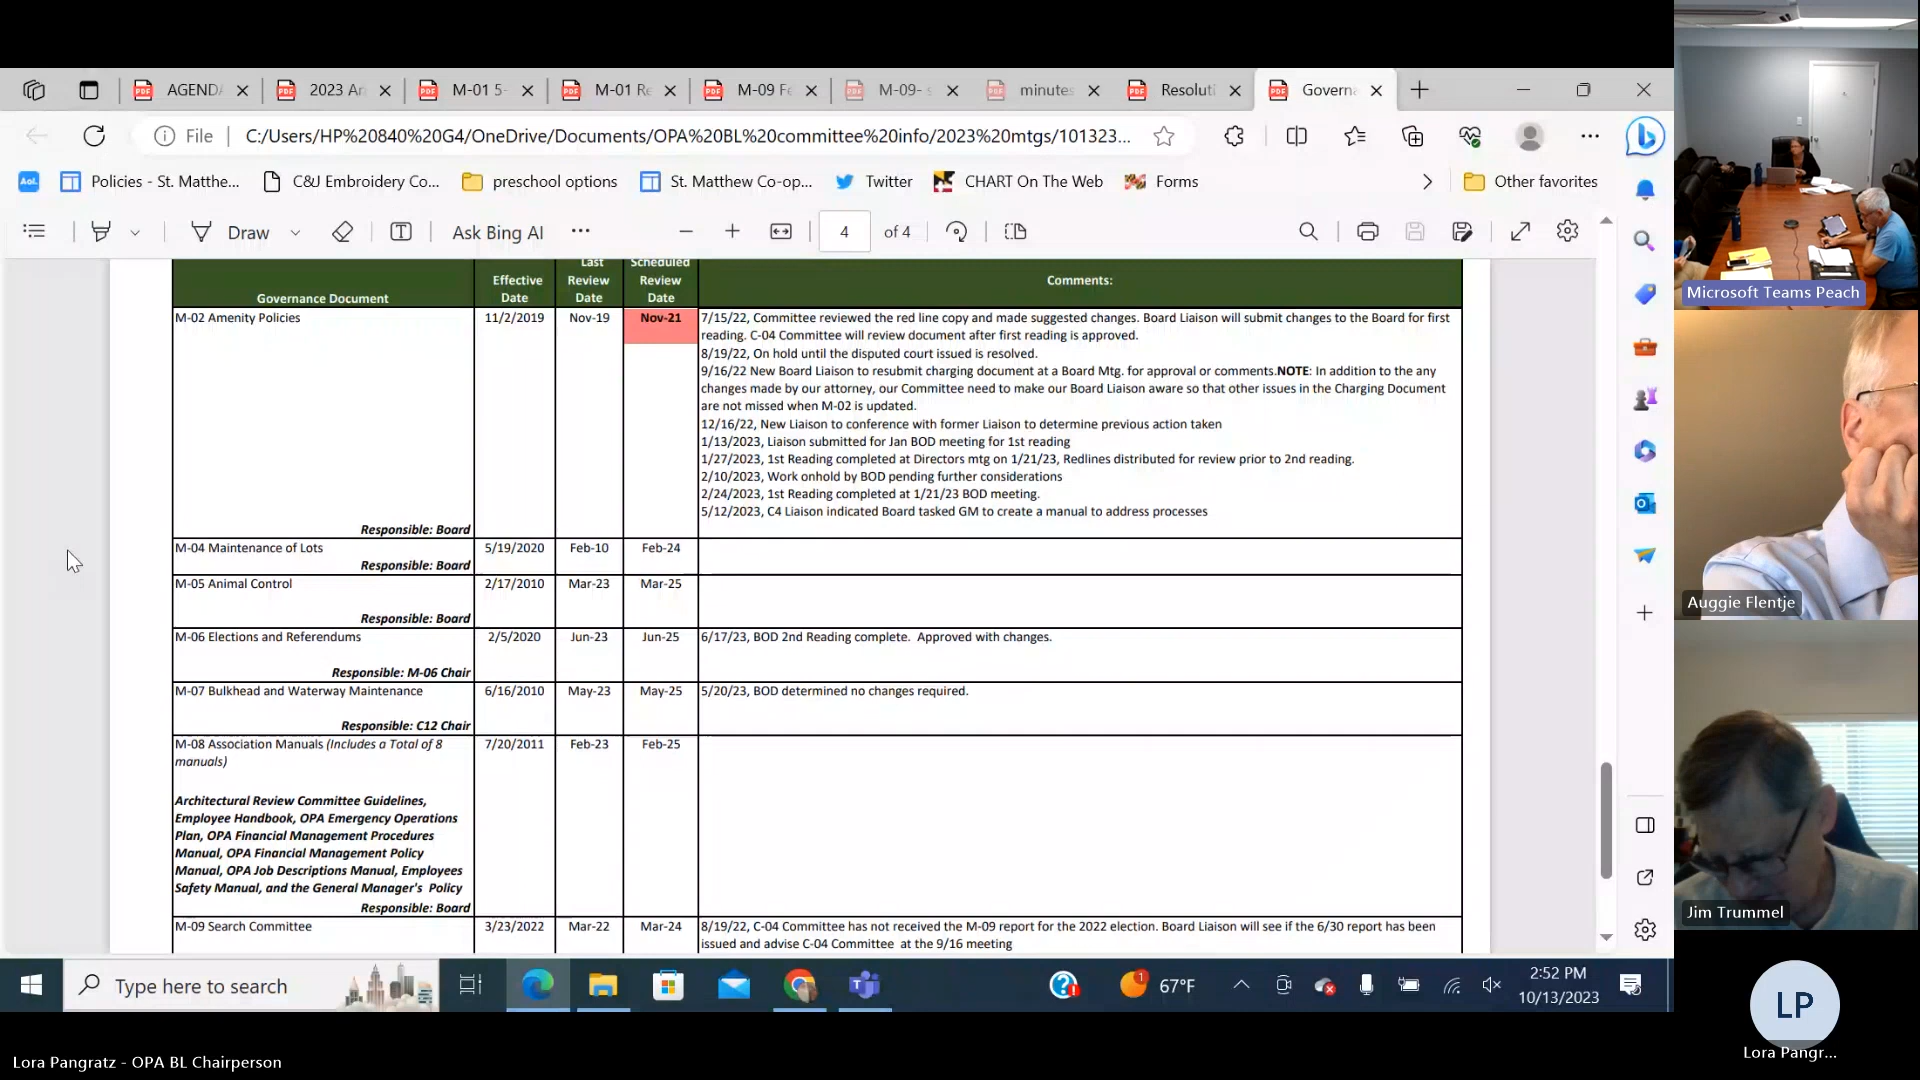 AGENDA
2023 An
M-01 5-
M-01 Re
M-09 Fe
M-09- s
minutes
Resoluti
Governa
File
C:/Users/HP%20840%20G4/OneDrive/Documents/OPA%20BL%20committee%20info/2023%20mtgs/101323...
Aol.
Policies - St. Matthe...
C&J Embroidery Co...
preschool options
St. Matthew Co-op...
Twitter
CHART On The Web
Forms
Other favorites
Draw
Ask Bing AI
4
of 4
Governance Document
Effective Date
Last Review Date
Scheduled Review Date
Comments:
M-02 Amenity Policies
Responsible: Board
11/2/2019
Nov-19
Nov-21
7/15/22, Committee reviewed the red line copy and made suggested changes. Board Liaison will submit changes to the Board for first
reading. C-04 Committee will review document after first reading is approved.
8/19/22, On hold until the disputed court issued is resolved.
9/16/22 New Board Liaison to resubmit charging document at a Board Mtg. for approval or comments.NOTE: In addition to the any
changes made by our attorney, our Committee need to make our Board Liaison aware so that other issues in the Charging Document
are not missed when M-02 is updated.
12/16/22, New Liaison to conference with former Liaison to determine previous action taken
1/13/2023, Liaison submitted for Jan BOD meeting for 1st reading
1/27/2023, 1st Reading completed at Directors mtg on 1/21/23, Redlines distributed for review prior to 2nd reading.
2/10/2023, Work onhold by BOD pending further considerations
2/24/2023, 1st Reading completed at 1/21/23 BOD meeting.
5/12/2023, C4 Liaison indicated Board tasked GM to create a manual to address processes
M-04 Maintenance of Lots
Responsible: Board
5/19/2020
Feb-10
Feb-24
M-05 Animal Control
Responsible: Board
2/17/2010
Mar-23
Mar-25
M-06 Elections and Referendums
Responsible: M-06 Chair
2/5/2020
Jun-23
Jun-25
6/17/23, BOD 2nd Reading complete.  Approved with changes.
M-07 Bulkhead and Waterway Maintenance
Responsible: C12 Chair
6/16/2010
May-23
May-25
5/20/23, BOD determined no changes required.
M-08 Association Manuals (Includes a Total of 8
manuals)
Architectural Review Committee Guidelines,
Employee Handbook, OPA Emergency Operations
Plan, OPA Financial Management Procedures
Manual, OPA Financial Management Policy
Manual, OPA Job Descriptions Manual, Employees
Safety Manual, and the General Manager's  Policy
Responsible: Board
7/20/2011
Feb-23
Feb-25
M-09 Search Committee
3/23/2022
Mar-22
Mar-24
8/19/22, C-04 Committee has not received the M-09 report for the 2022 election. Board Liaison will see if the 6/30 report has been
issued and advise C-04 Committee  at the 9/16 meeting
Type here to search
1
67°F
2:52 PM
10/13/2023
Microsoft Teams Peach
Auggie Flentje
Jim Trummel
LP
Lora Pangr...
Lora Pangratz - OPA BL Chairperson